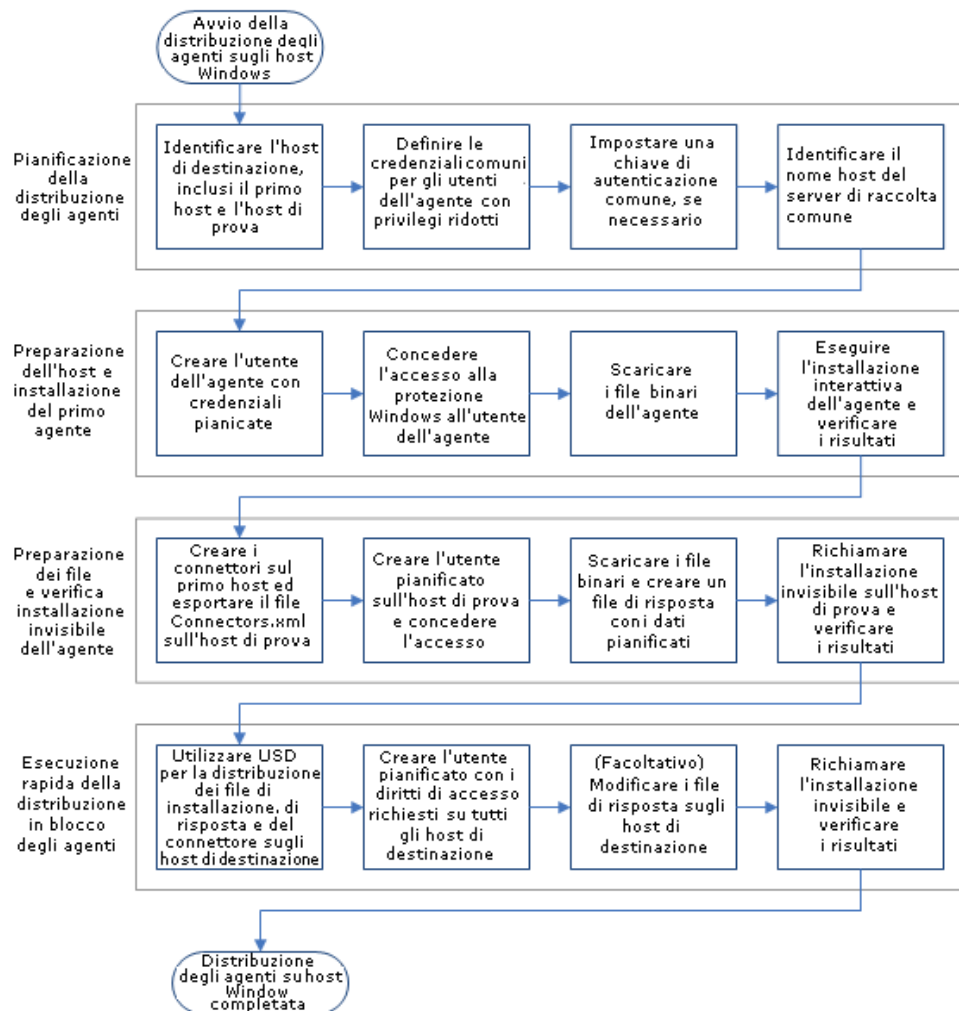 Avvio della
distribuzione degli
agenti sugli host
Windows
Pianificazione
della
distribuzione
degli agenti
Identificare l'host
di destinazione,
inclusi il primo
host e l'host di
prova
Definire le
credenziali comuni
per gli utenti
dell'agente con
privilegi ridotti
Impostare una
chiave di
autenticazione
comune, se
necessario
Identificare il
nome host del
server di raccolta
comune
Preparazione
dell'host e
installazione
del primo
agente
Creare l'utente
dell'agente con
credenziali
pianicate
Concedere
l'accesso alla
protezione
Windows all'utente
dell'agente
Scaricare
i file binari
dell'agente
Eseguire
l'installazione
interattiva
dell'agente e
verificare
i risultati
Preparazione
dei file
e verifica
installazione
invisibile
dell'agente
Creare i
connettori sul
primo host ed
esportare il file
Connectors.xml
sull'host di prova
Creare l'utente
pianificato
sull'host di prova
e concedere
l'accesso
Scaricare i file
binari e creare un
file di risposta
con i dati
pianificati
Richiamare
l'installazione
invisibile sull'host
di prova e
verificare
i risultati
Esecuzione
rapida della
distribuzione
in blocco
degli agenti
Utilizzare USD
per la distribuzione
dei file di
installazione. di
risposta e del
connettore sugli
host di destinazione
Creare l'utente
pianificato con i
diritti di accesso
richiesti su tutti
gli host di
destinazione
(Facoltativo)
Modificare i file
di risposta sugli
host di
destinazione
Richiamare
l'installazione
invisibile e
verificare
i risultati
Distribuzione
degli agenti su host
Window
completata